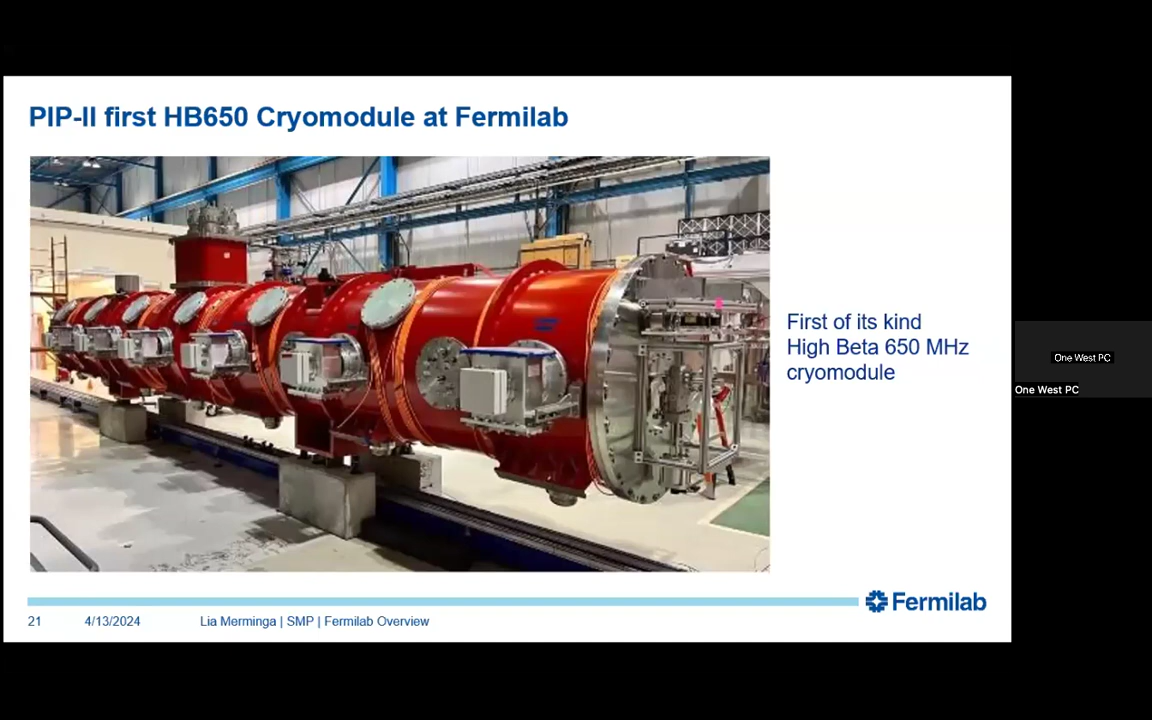 PIP-II first HB650 Cryomodule at Fermilab
First of its kind
High Beta 650 MHz
cryomodule
One West PC
One West PC
Fermilab
21 4/13/2024 Lia Merminga | SMP | Fermilab Overview